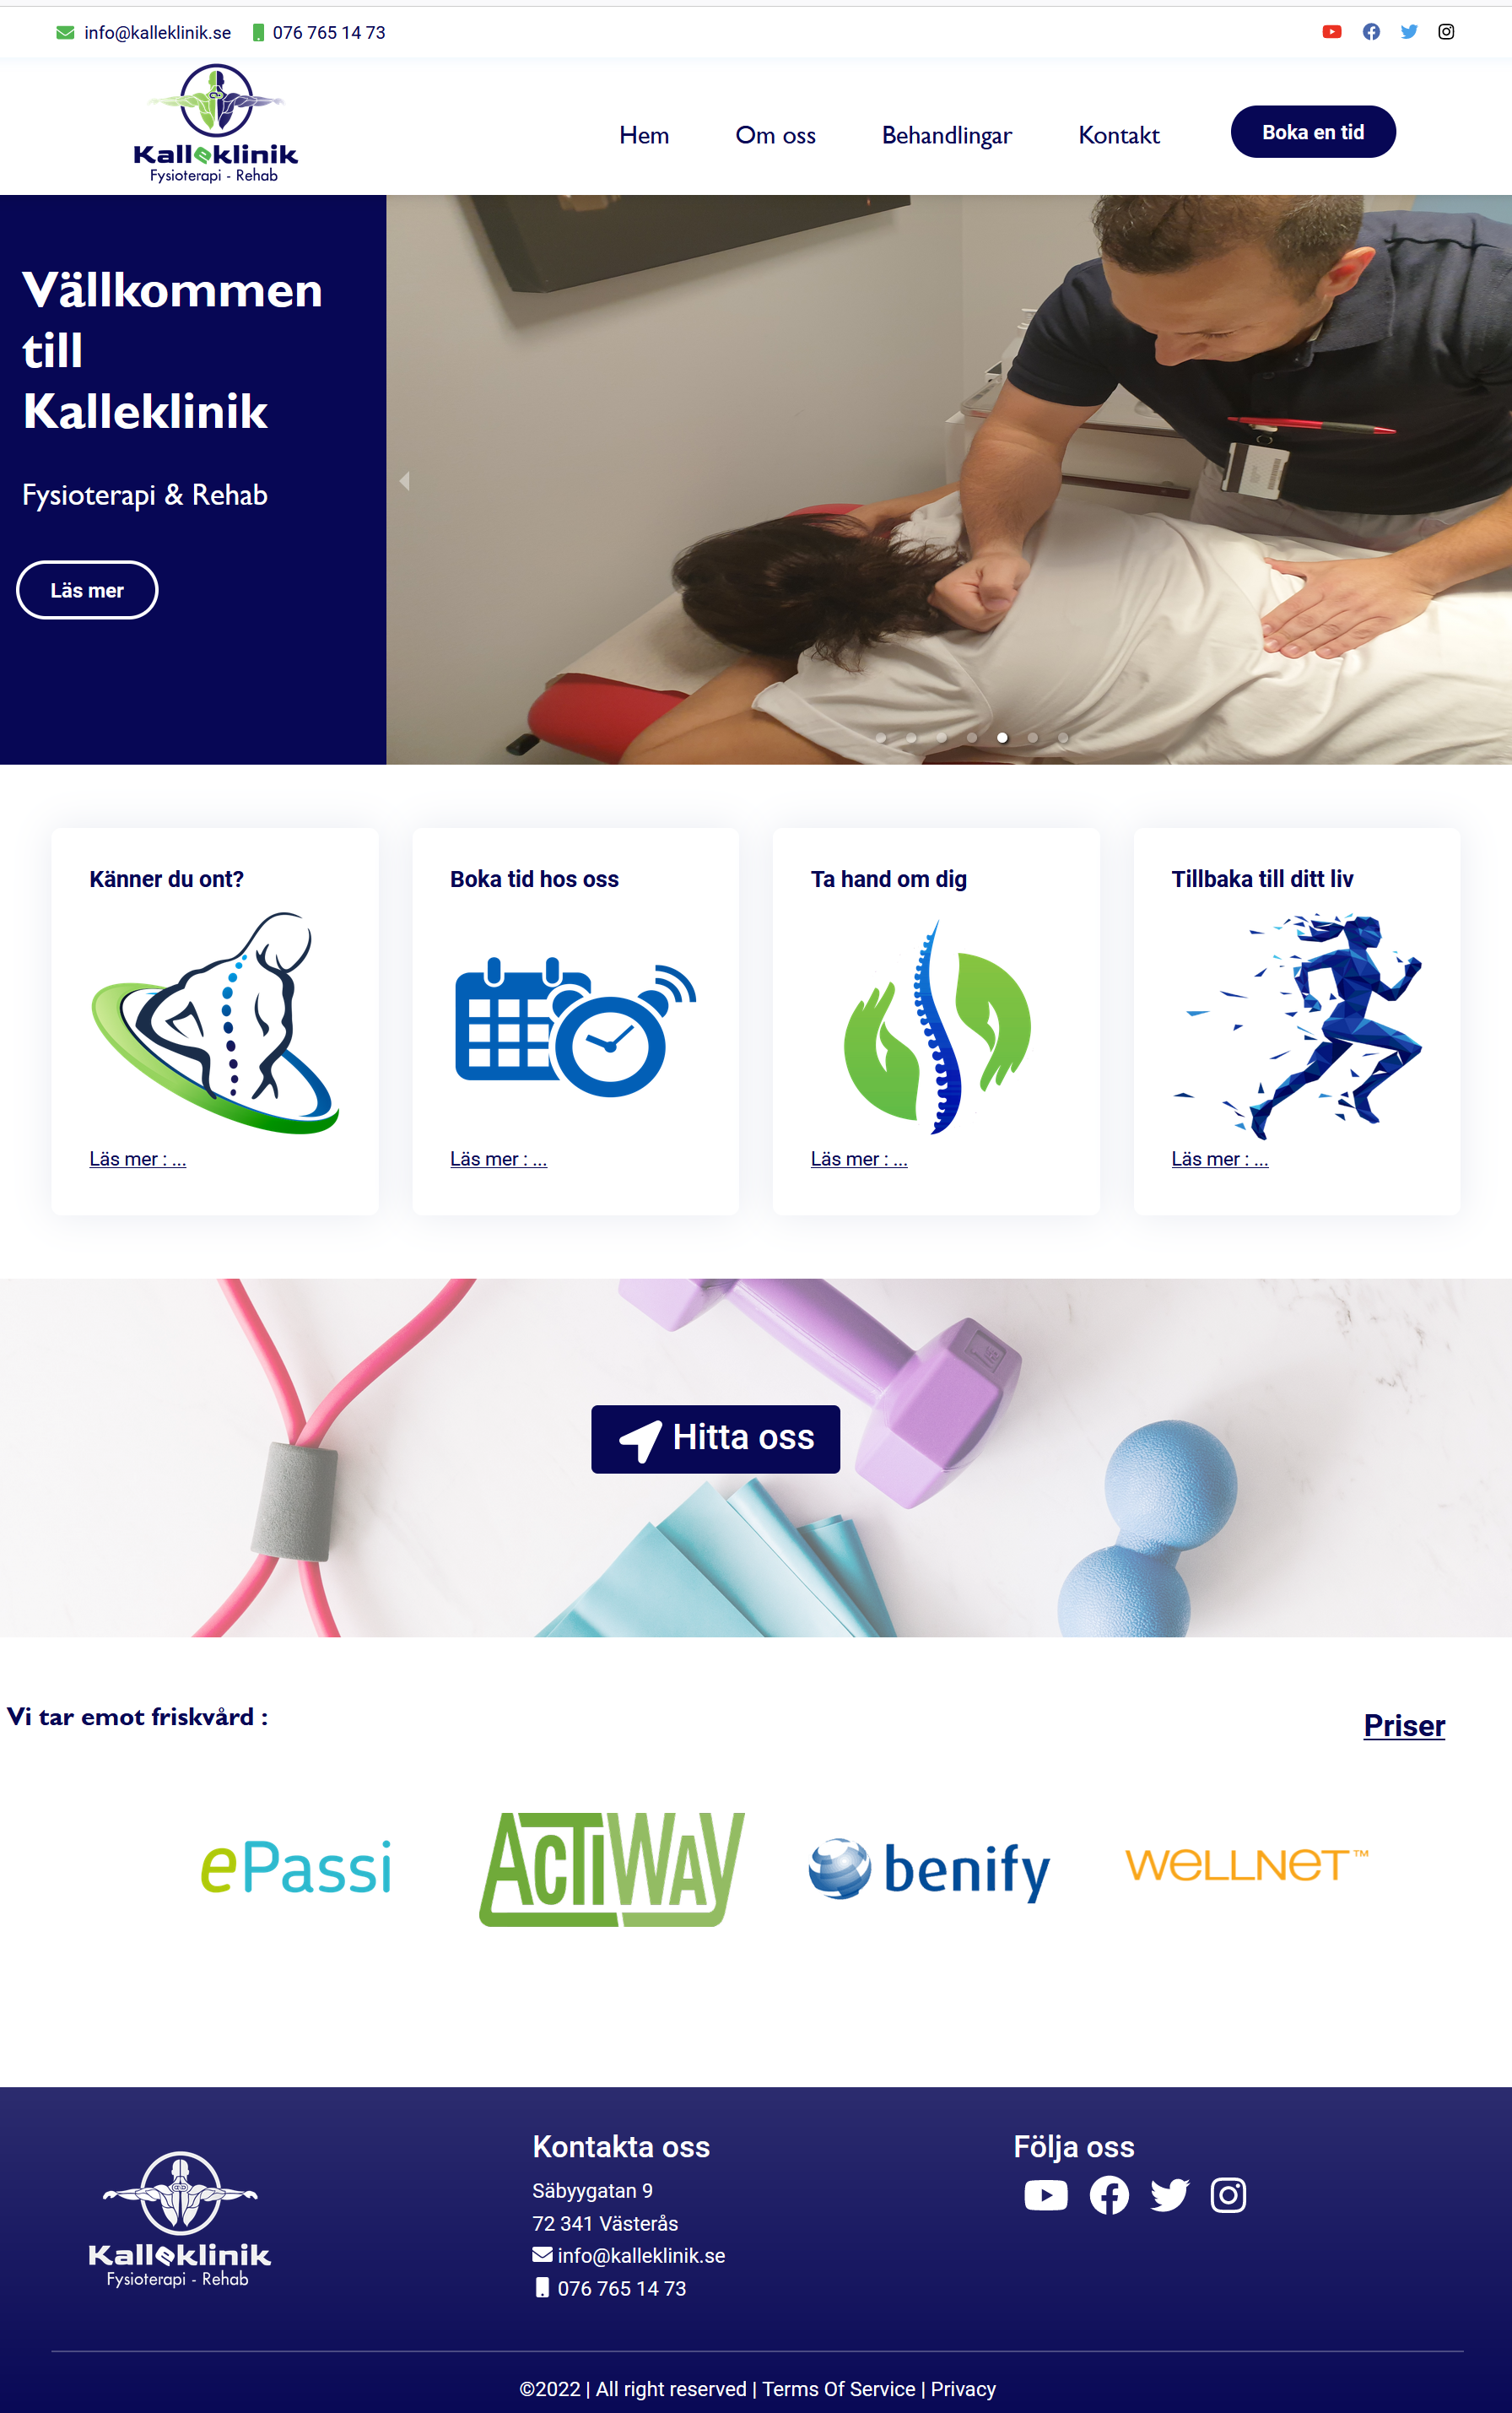 info@kalleklinik.se 076 765 14 73
Kalleklinik
Fysioterapi - Rehab
Hem Om oss Behandlingar Kontakt Boka en tid
Vällkommen
till
Kalleklinik
Fysioterapi & Rehab
Läs mer
Känner du ont? Boka tid hos oss Ta hand om dig Tillbaka till ditt liv
Läs mer : ... Läs mer : ... Läs mer : ... Läs mer : ...
Hitta oss
Vi tar emot friskvård : Priser
ePassi ACTiWAY benify WELLNET™
Kalleklinik
Fysioterapi - Rehab
Kontakta oss
Säbyygatan 9
72 341 Västerås
info@kalleklinik.se
076 765 14 73
Följa oss
©2022 | All right reserved | Terms Of Service | Privacy